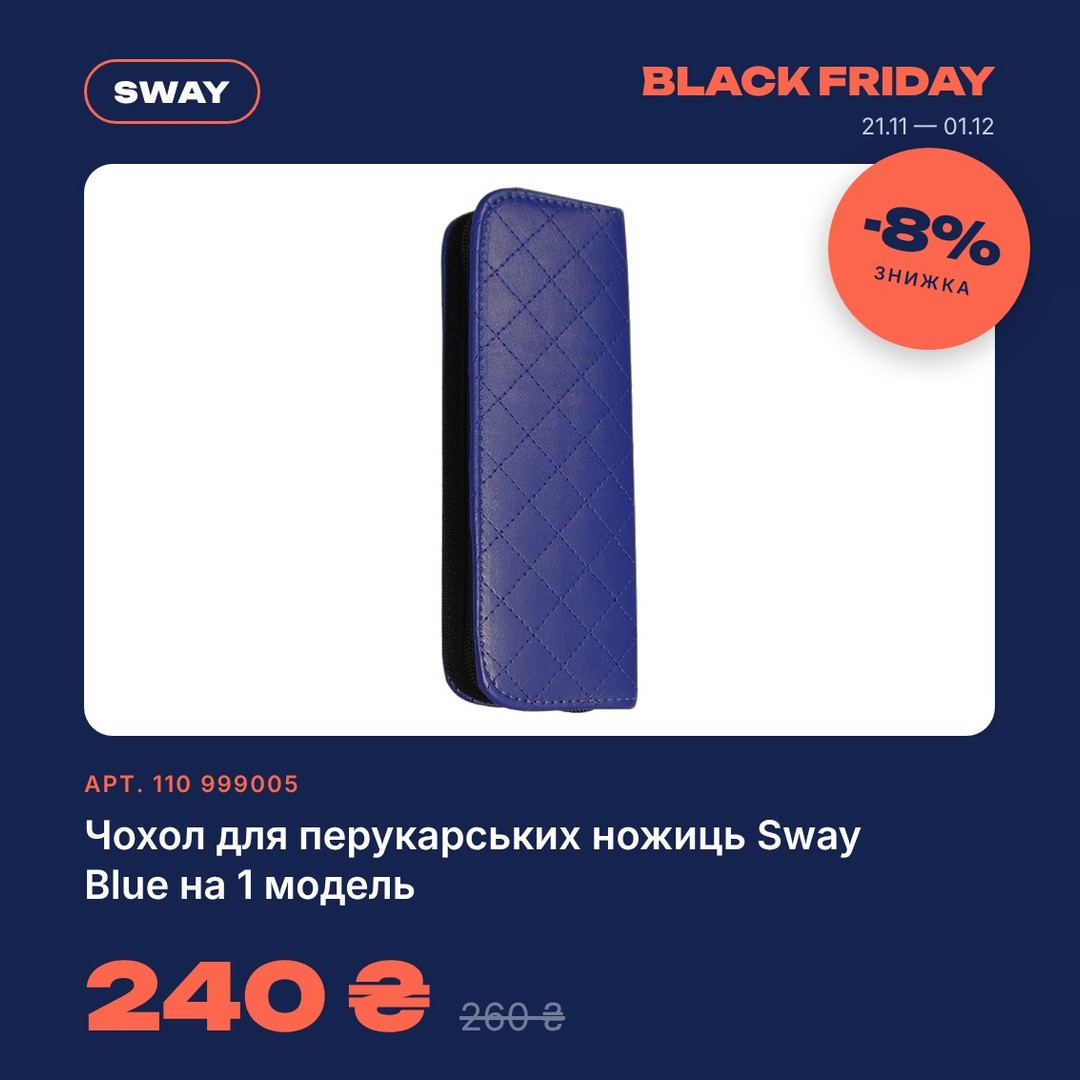 SWAY
BLACK FRIDAY
21.11 — 01.12
-8%
ЗНИЖКА
АРТ. 110 999005
Чохол для перукарських ножиць Sway
Blue на 1 модель
240 ₴ 260 ₴